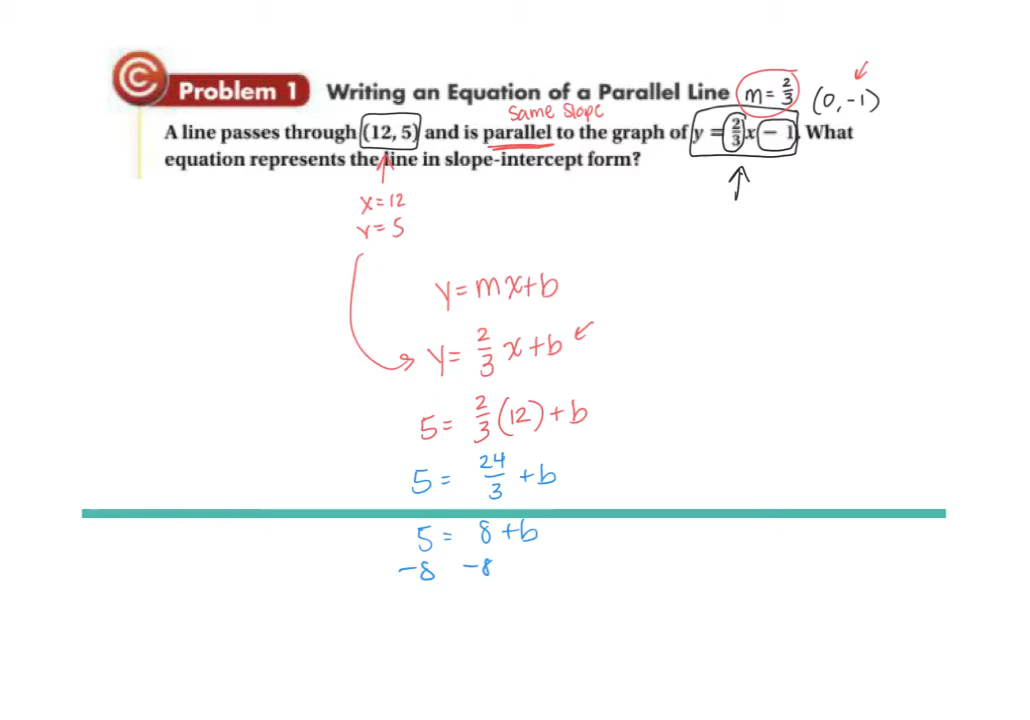 Problem 1 Writing an Equation of a Parallel Line m = 2/3 (0, -1)
same slope
A line passes through (12, 5) and is parallel to the graph of y = 2/3 x - 1. What
equation represents the line in slope-intercept form?
x = 12
y = 5
y = mx + b
y = 2/3 x + b
5 = 2/3 (12) + b
5 = 24/3 + b
5 = 8 + b
-8 -8